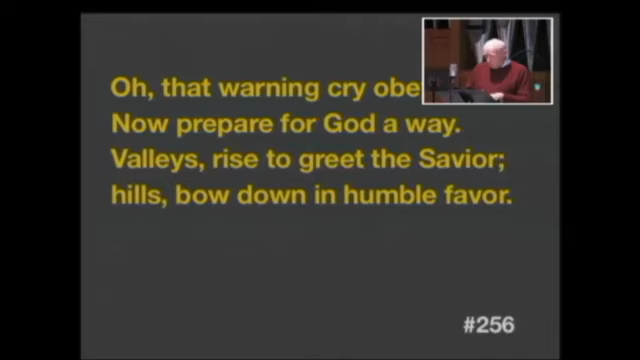 Oh, that warning cry obe
Now prepare for God a way.
Valleys, rise to greet the Savior;
hills, bow down in humble favor.
#256